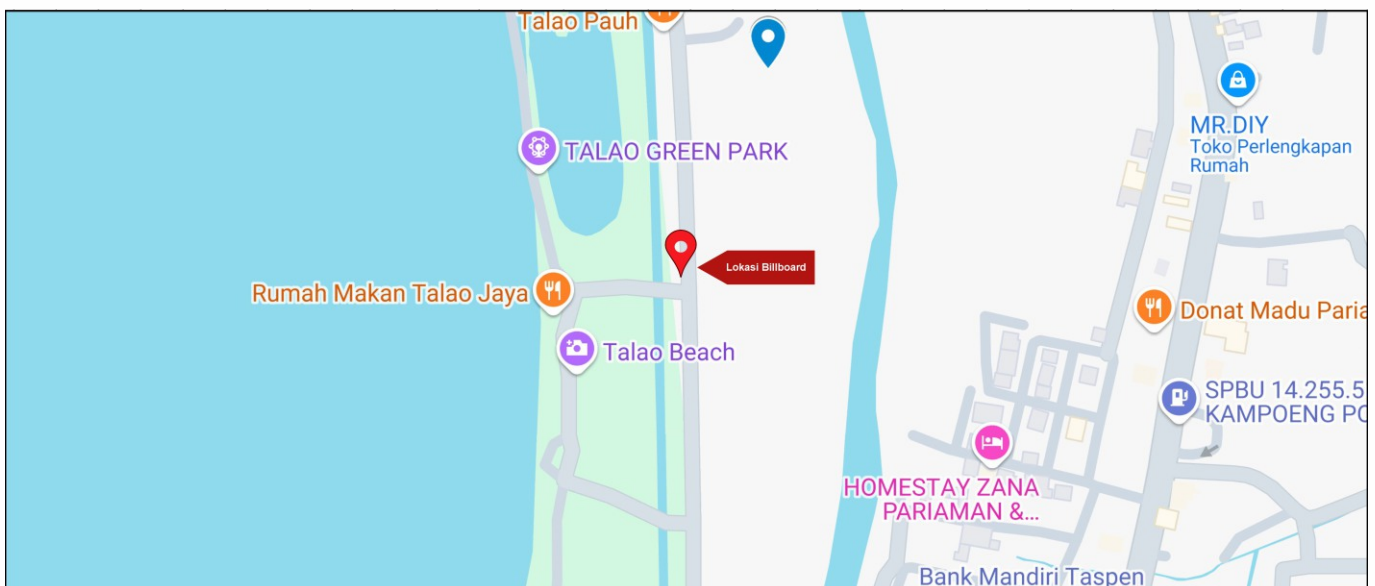 Talao Pauh
MR.DIY
Toko Perlengkapan
Rumah
TALAO GREEN PARK
Lokasi Billboard
Rumah Makan Talao Jaya
Donat Madu Paria
Talao Beach
SPBU 14.255.5
KAMPOENG PO
HOMESTAY ZANA
PARIAMAN &...
Bank Mandiri Taspen